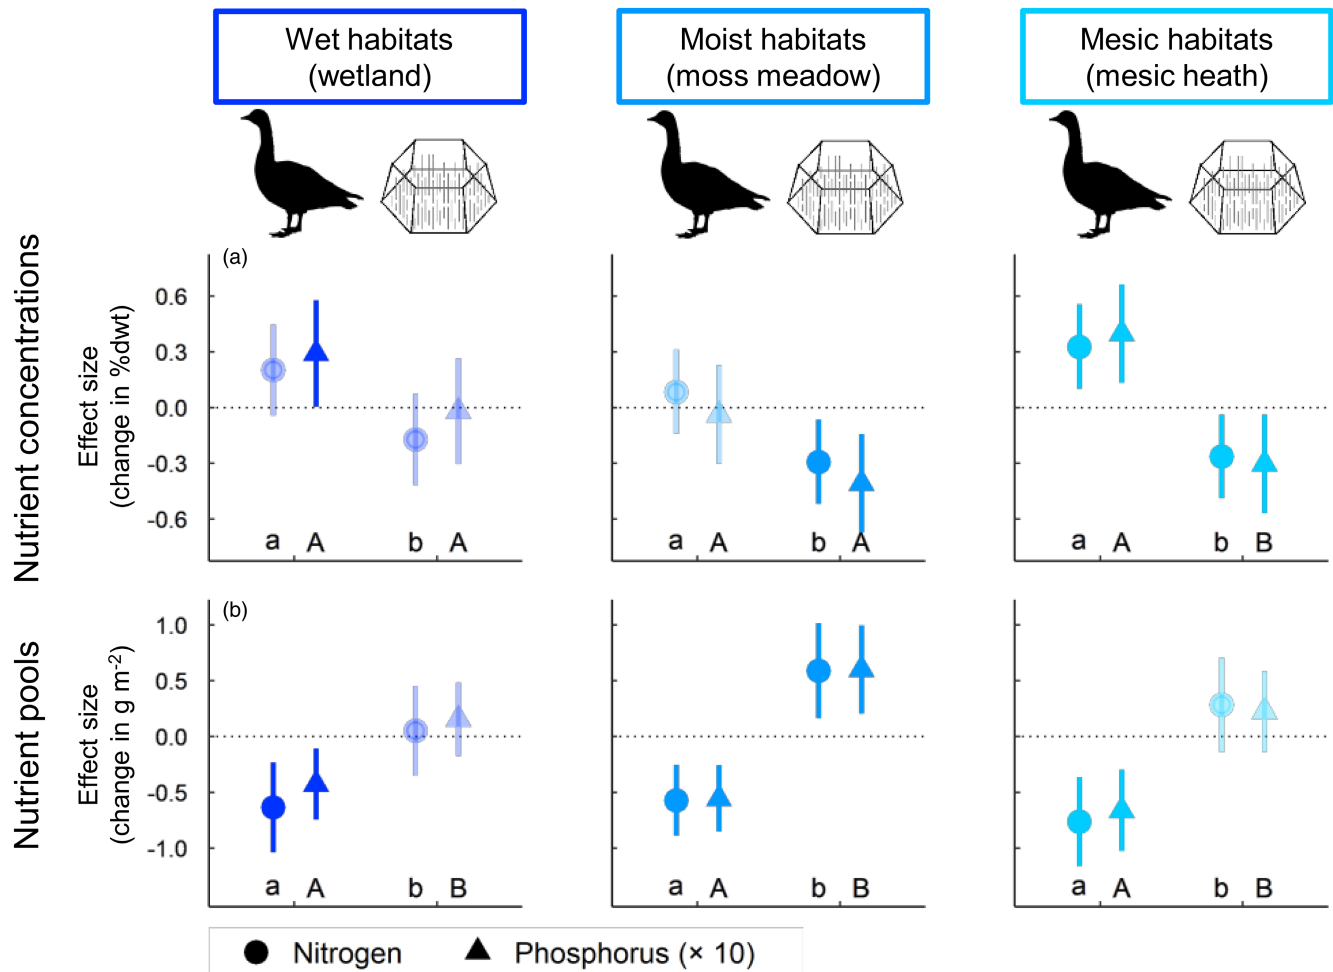 Wet habitats
(wetland)
Moist habitats
(moss meadow)
Mesic habitats
(mesic heath)
Nutrient concentrations
Effect size
(change in %dwt)
(a)
0.6
0.3
0.0
-0.3
-0.6
a A b A
a A b A
a A b B
Nutrient pools
Effect size
(change in g m⁻²)
(b)
1.0
0.5
0.0
-0.5
-1.0
a A b B
a A b B
a A b B
Nitrogen
Phosphorus (× 10)